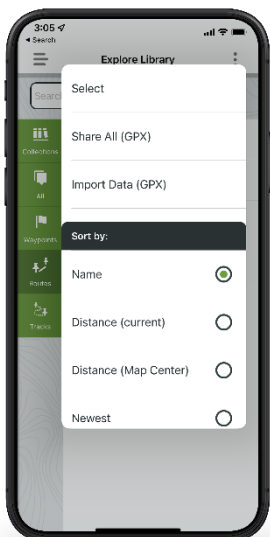 3:05
Search
Explore Library
Search
Select
Share All (GPX)
Import Data (GPX)
Sort by:
Name
Distance (current)
Distance (Map Center)
Newest
Collections
All
Waypoints
Routes
Tracks